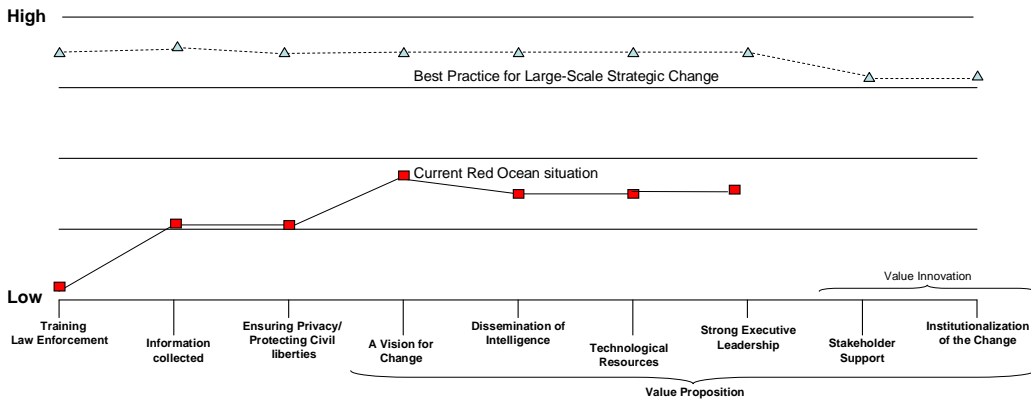 High
Best Practice for Large-Scale Strategic Change
Current Red Ocean situation
Low
Value Innovation
Training
Law Enforcement
Information
collected
Ensuring Privacy/
Protecting Civil
liberties
A Vision for
Change
Dissemination of
Intelligence
Technological
Resources
Strong Executive
Leadership
Stakeholder
Support
Institutionalization
of the Change
Value Proposition